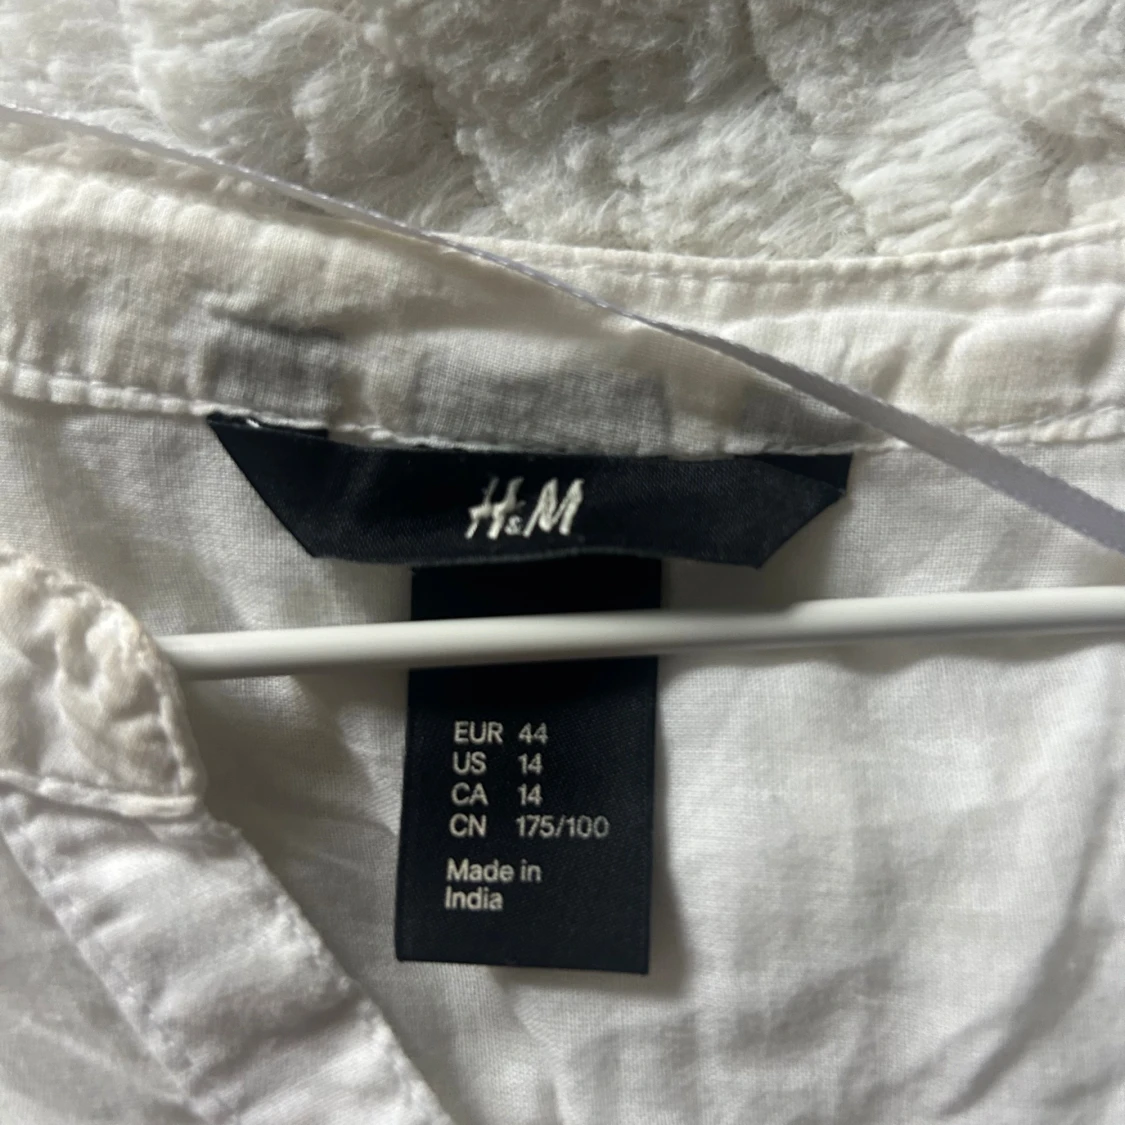 H&M
EUR 44
US 14
CA 14
CN 175/100
Made in
India